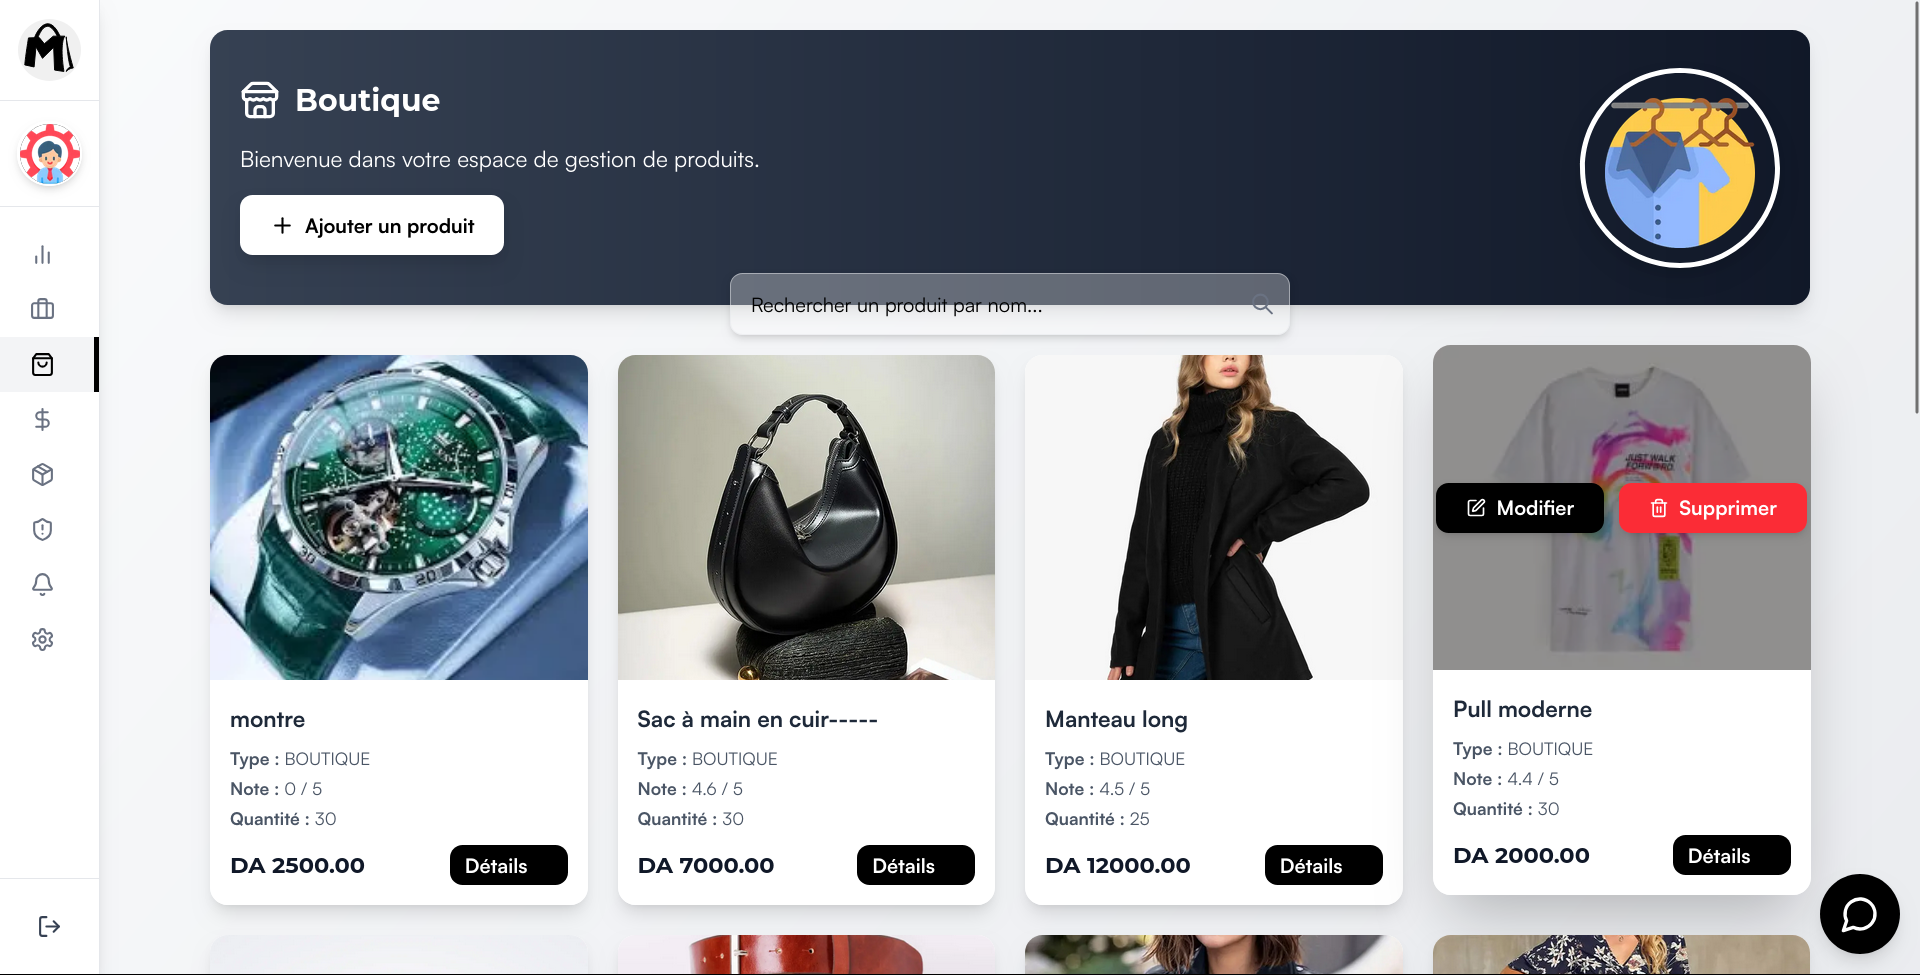 Boutique
Bienvenue dans votre espace de gestion de produits.
Ajouter un produit
Rechercher un produit par nom...
JUST WALK
FORW
Modifier
Supprimer
montre
Type : BOUTIQUE
Note : 0 / 5
Quantité : 30
DA 2500.00
Détails
Sac à main en cuir-----
Type : BOUTIQUE
Note : 4.6 / 5
Quantité : 30
DA 7000.00
Détails
Manteau long
Type : BOUTIQUE
Note : 4.5 / 5
Quantité : 25
DA 12000.00
Détails
Pull moderne
Type : BOUTIQUE
Note : 4.4 / 5
Quantité : 30
DA 2000.00
Détails